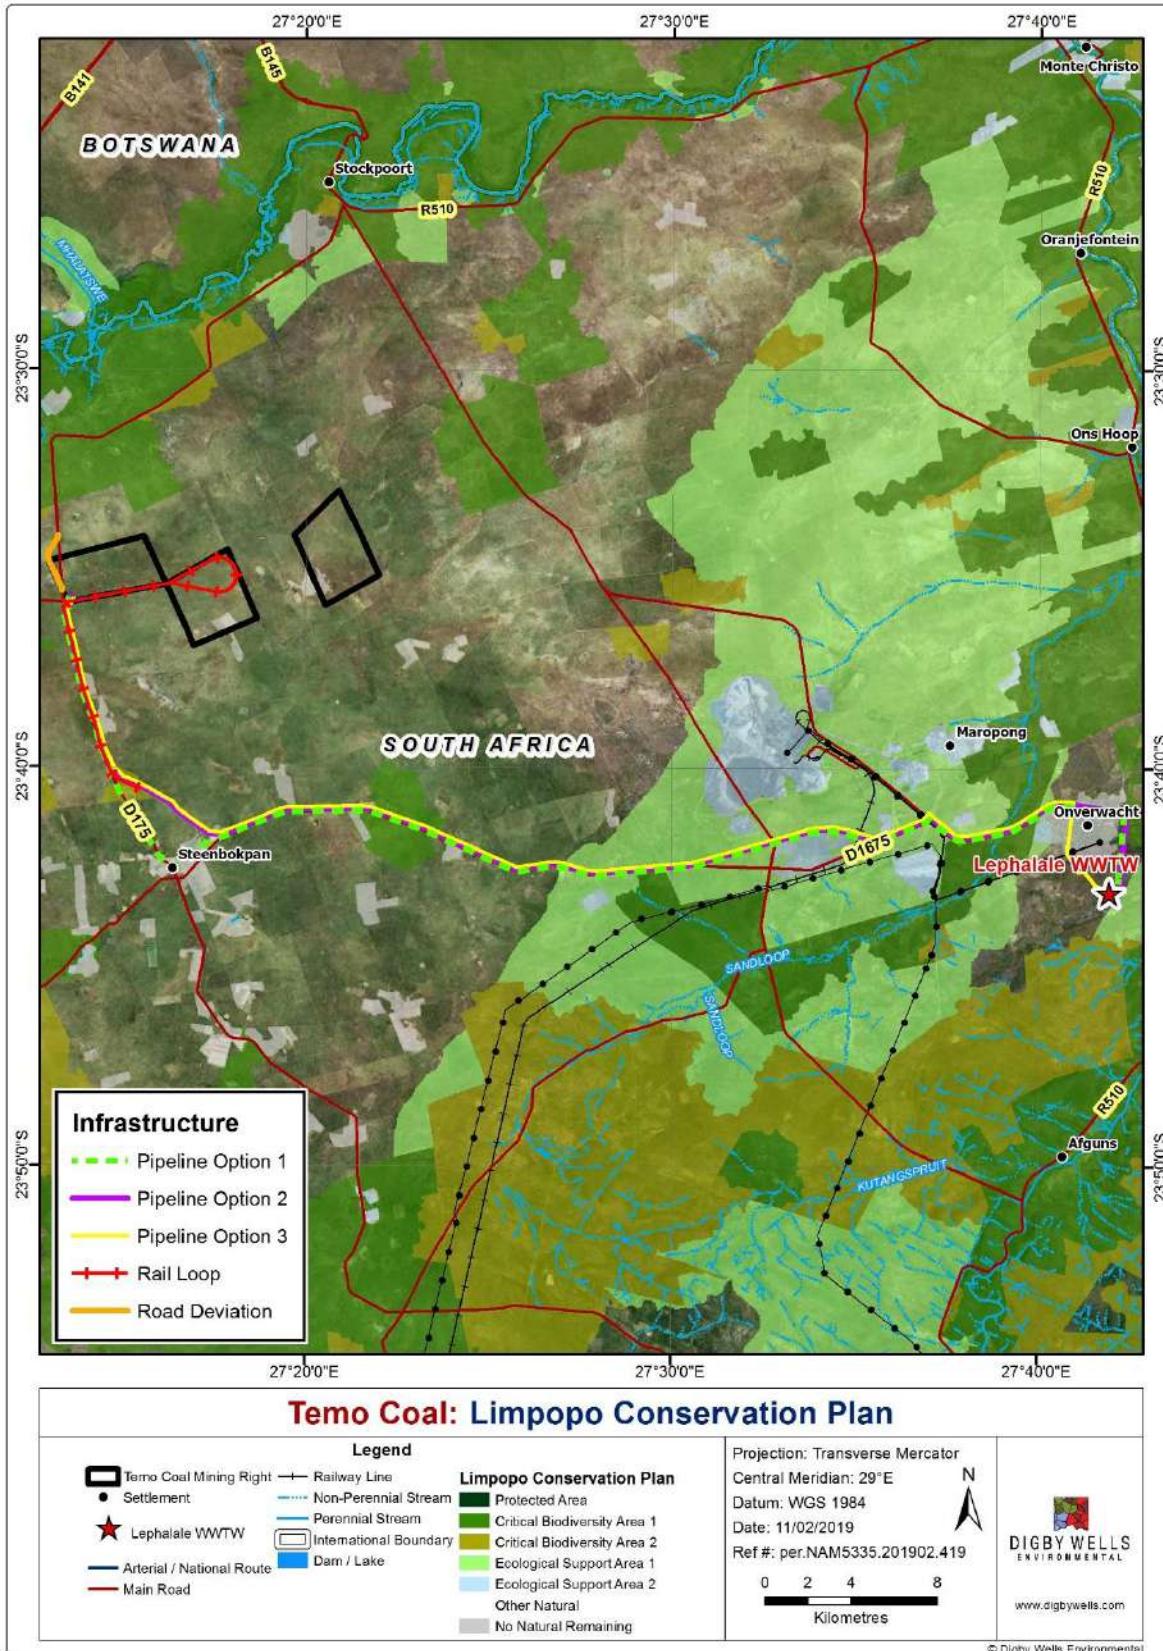 27°20'0"E
27°30'0"E
27°40'0"E
B141
B145
Monte Christo
BOTSWANA
Stockpoort
R510
R510
MHALATSWE
Oranjefontein
23°30'0"S
23°30'0"S
Ons Hoop
SOUTH AFRICA
Maropong
23°40'0"S
23°40'0"S
D175
Steenbokpan
D1675
Onverwacht
Lephalale WWTW
SANDLOOP
SANDLOOP
R510
Afguns
KUTANGSPRUIT
23°50'0"S
23°50'0"S
Infrastructure
Pipeline Option 1
Pipeline Option 2
Pipeline Option 3
Rail Loop
Road Deviation
27°20'0"E
27°30'0"E
27°40'0"E
Temo Coal: Limpopo Conservation Plan
Legend
Temo Coal Mining Right
Settlement
Lephalale WWTW
Arterial / National Route
Main Road
Railway Line
Non-Perennial Stream
Perennial Stream
International Boundary
Dam / Lake
Limpopo Conservation Plan
Protected Area
Critical Biodiversity Area 1
Critical Biodiversity Area 2
Ecological Support Area 1
Ecological Support Area 2
Other Natural
No Natural Remaining
Projection: Transverse Mercator
Central Meridian: 29°E
Datum: WGS 1984
Date: 11/02/2019
Ref #: per.NAM5335.201902.419
N
0 2 4 8
Kilometres
DIGBY WELLS
ENVIRONMENTAL
www.digbywells.com
© Digby Wells Environmental